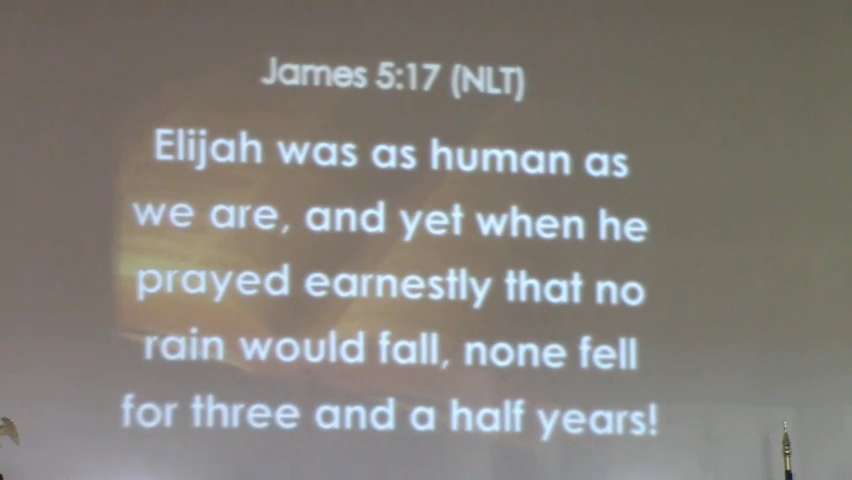 James 5:17 (NLT)
Elijah was as human as
we are, and yet when he
prayed earnestly that no
rain would fall, none fell
for three and a half years!